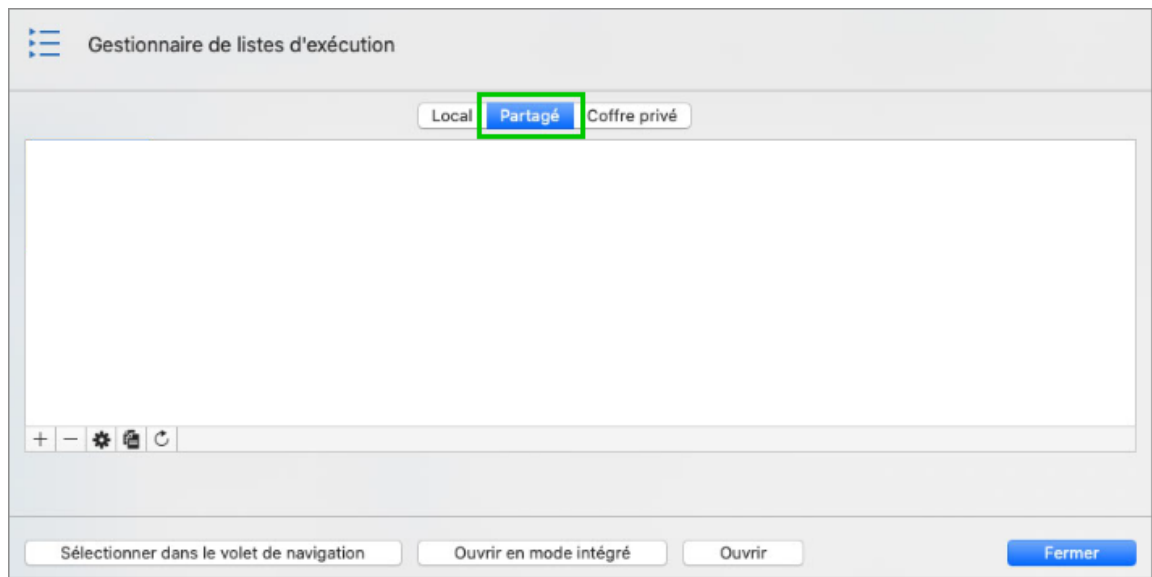 Gestionnaire de listes d'exécution
Local Partagé Coffre privé
Sélectionner dans le volet de navigation Ouvrir en mode intégré Ouvrir Fermer